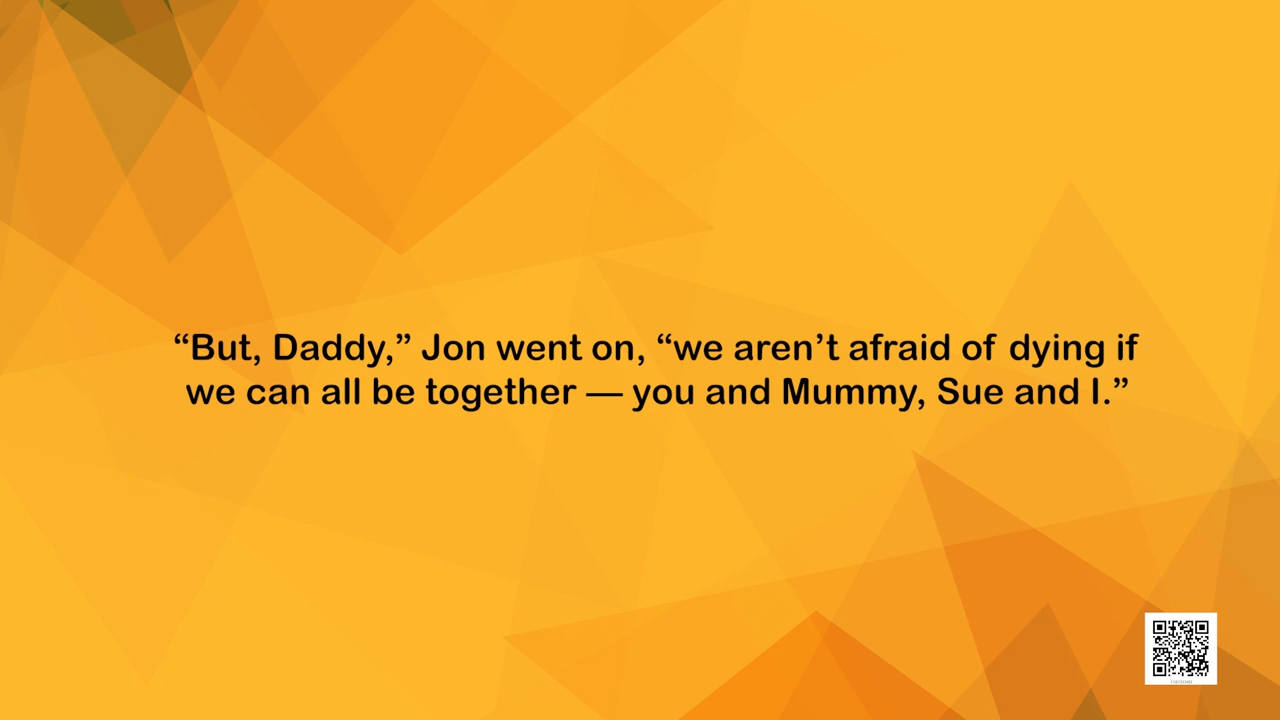 “But, Daddy,” Jon went on, “we aren’t afraid of dying if
we can all be together — you and Mummy, Sue and I.”